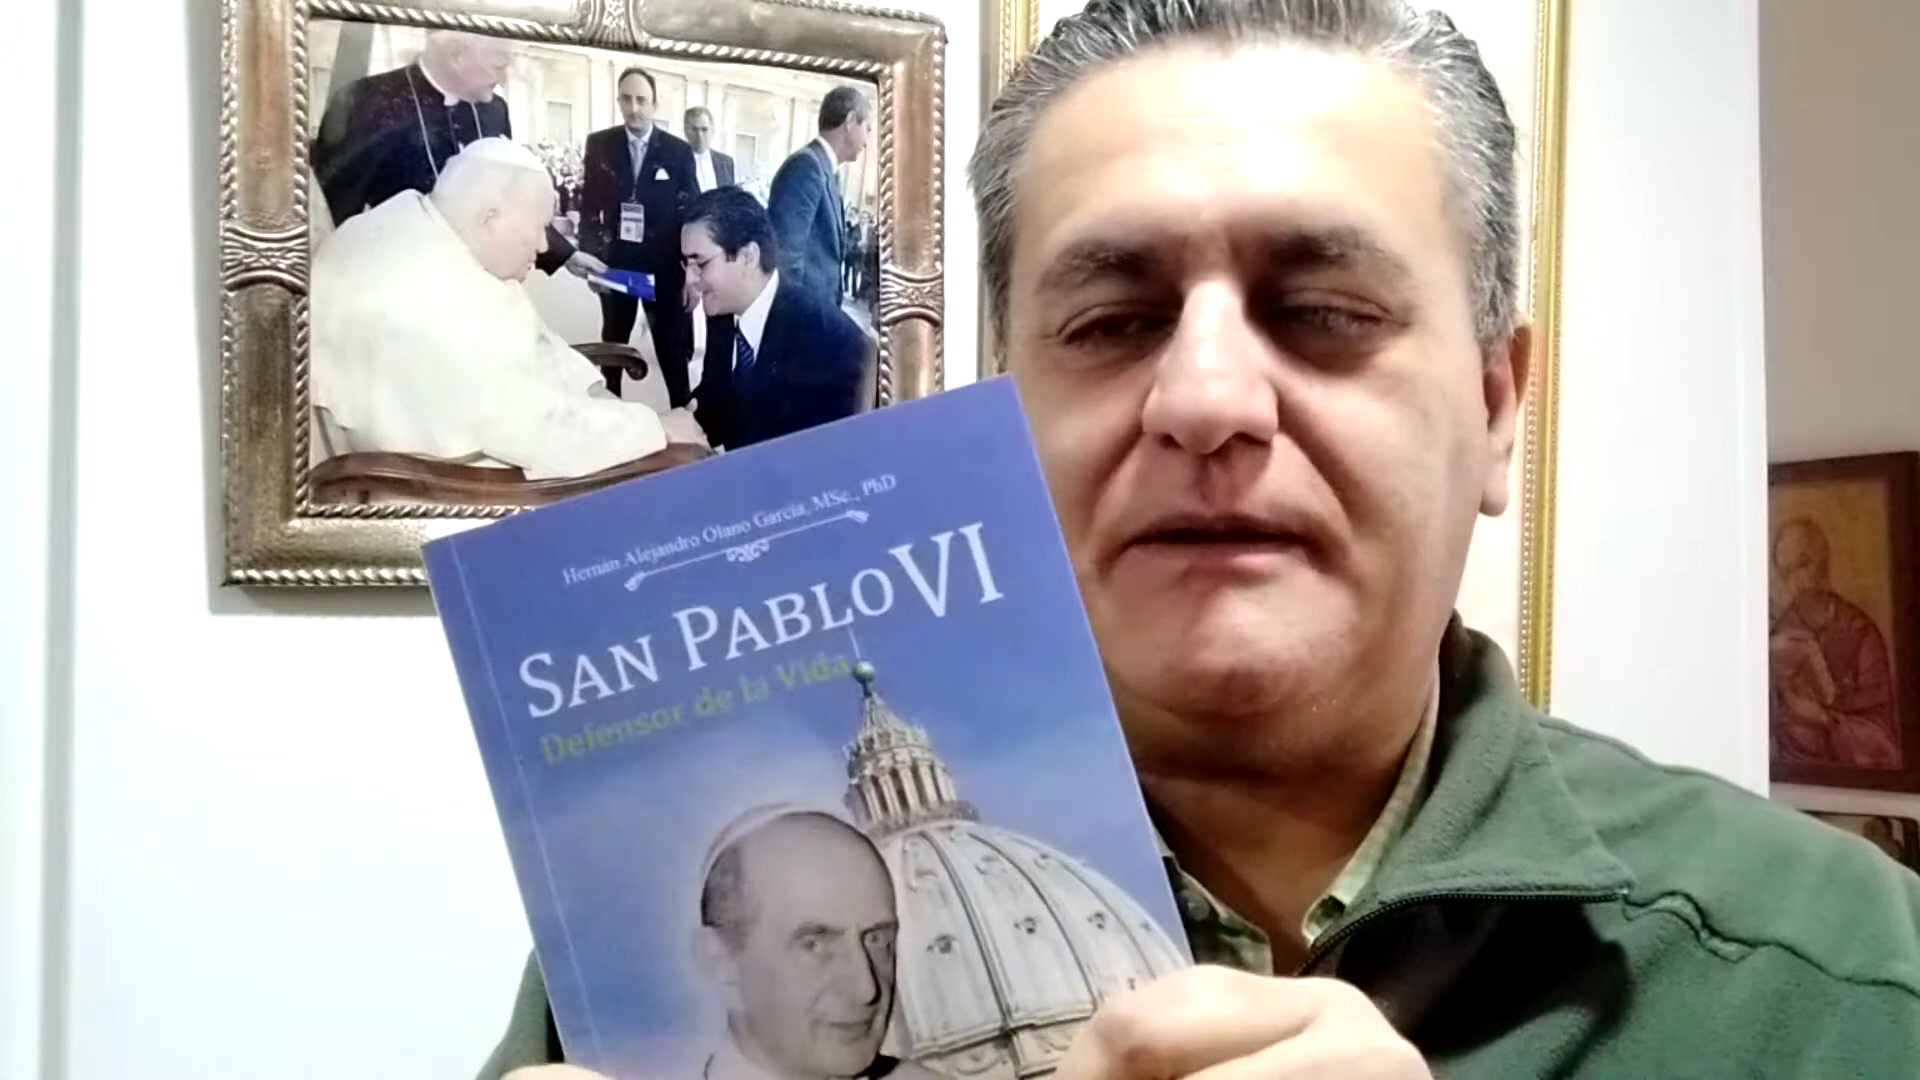 Hernán Alejandro Olano García, MSc., PhD
SAN PABLO VI
Defensor de la Vida